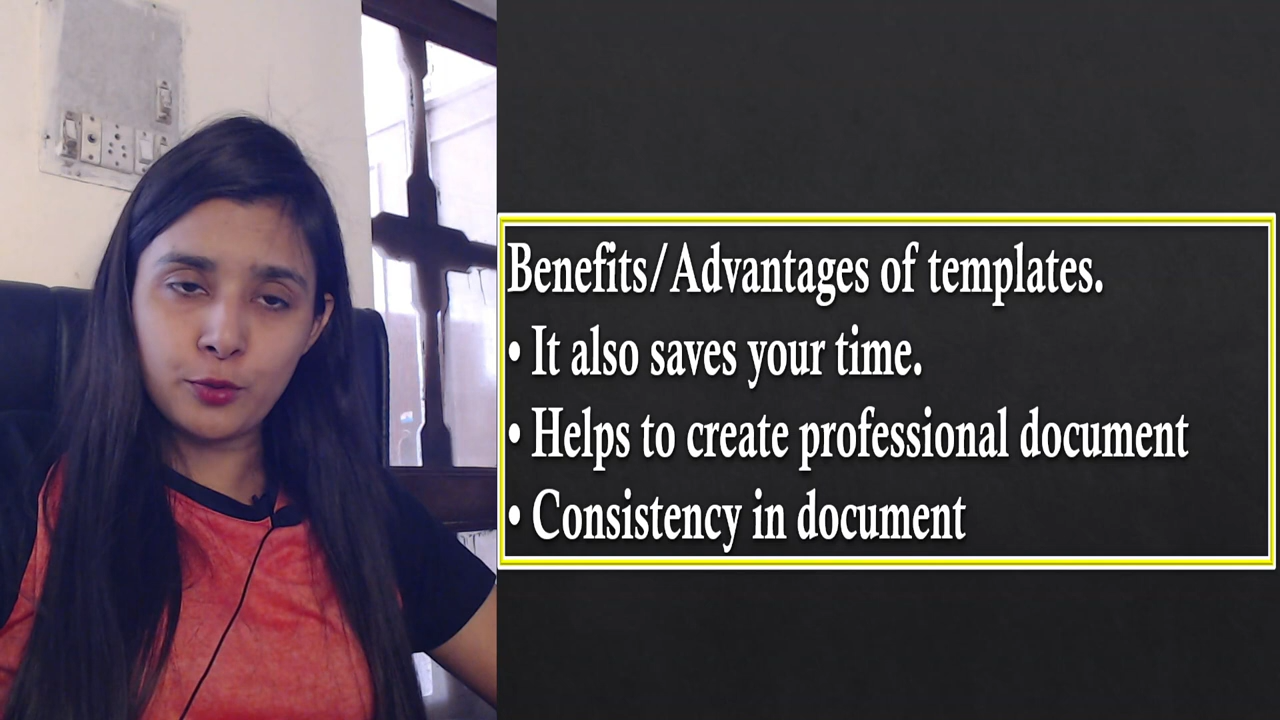 Benefits/Advantages of templates.
• It also saves your time.
• Helps to create professional document
• Consistency in document